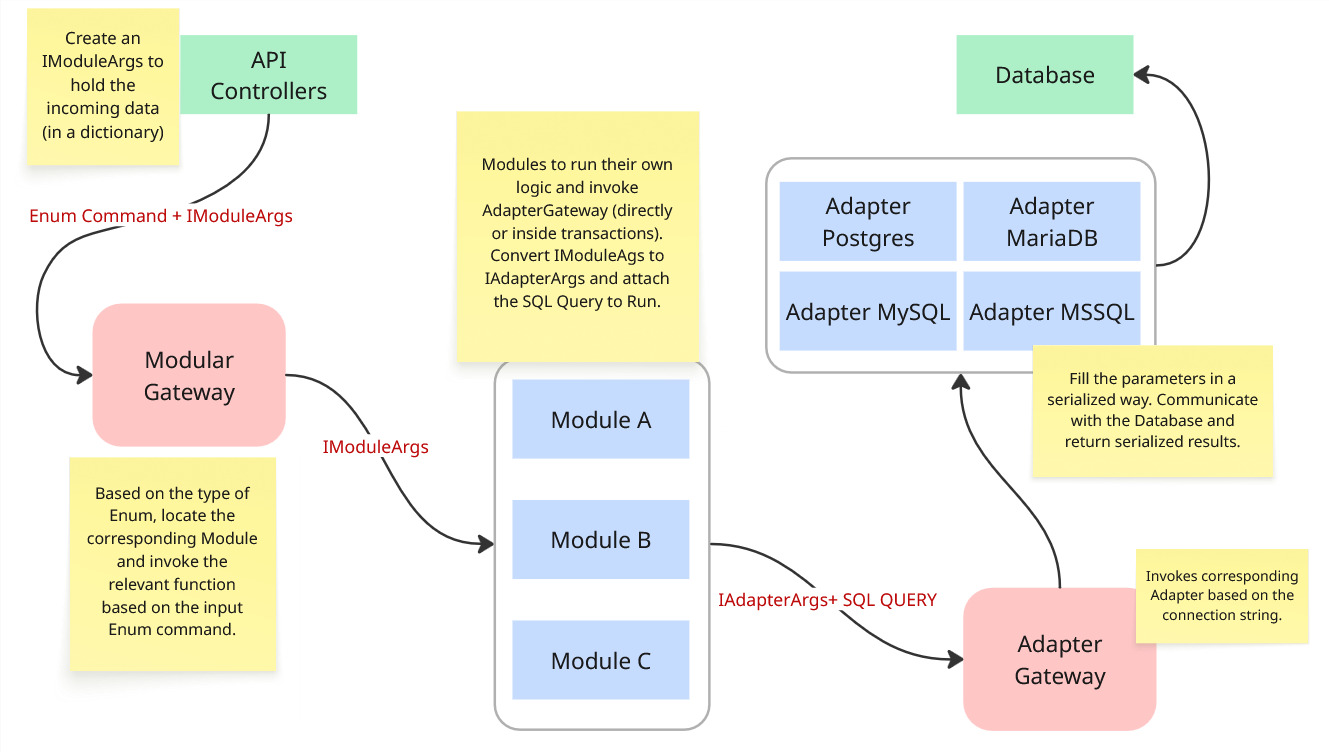 Create an
IModuleArgs to
hold the
incoming data
(in a dictionary)
API
Controllers
Enum Command + IModuleArgs
Modular
Gateway
Based on the type of
Enum, locate the
corresponding Module
and invoke the
relevant function
based on the input
Enum command.
IModuleArgs
Modules to run their own
logic and invoke
AdapterGateway (directly
or inside transactions).
Convert IModuleAgs to
IAdapterArgs and attach
the SQL Query to Run.
Module A
Module B
Module C
IAdapterArgs+ SQL QUERY
Adapter
Gateway
Invokes corresponding
Adapter based on the
connection string.
Adapter
Postgres
Adapter
MariaDB
Adapter MySQL
Adapter MSSQL
Fill the parameters in a
serialized way. Communicate
with the Database and
return serialized results.
Database